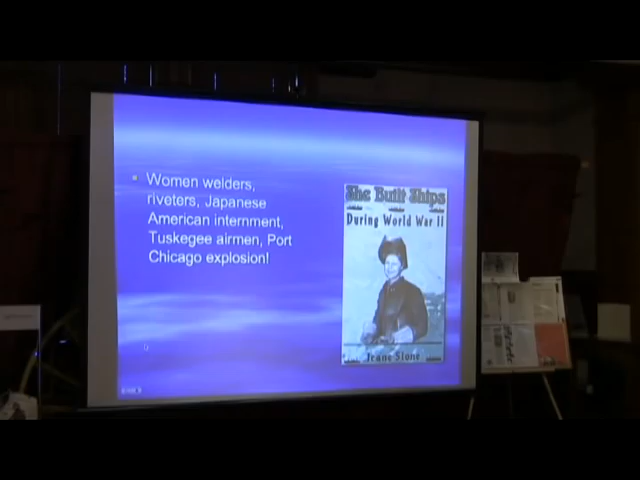 Women welders,
riveters, Japanese
American internment,
Tuskegee airmen, Port
Chicago explosion!
She Built Ships
During World War II
Jeane Slone